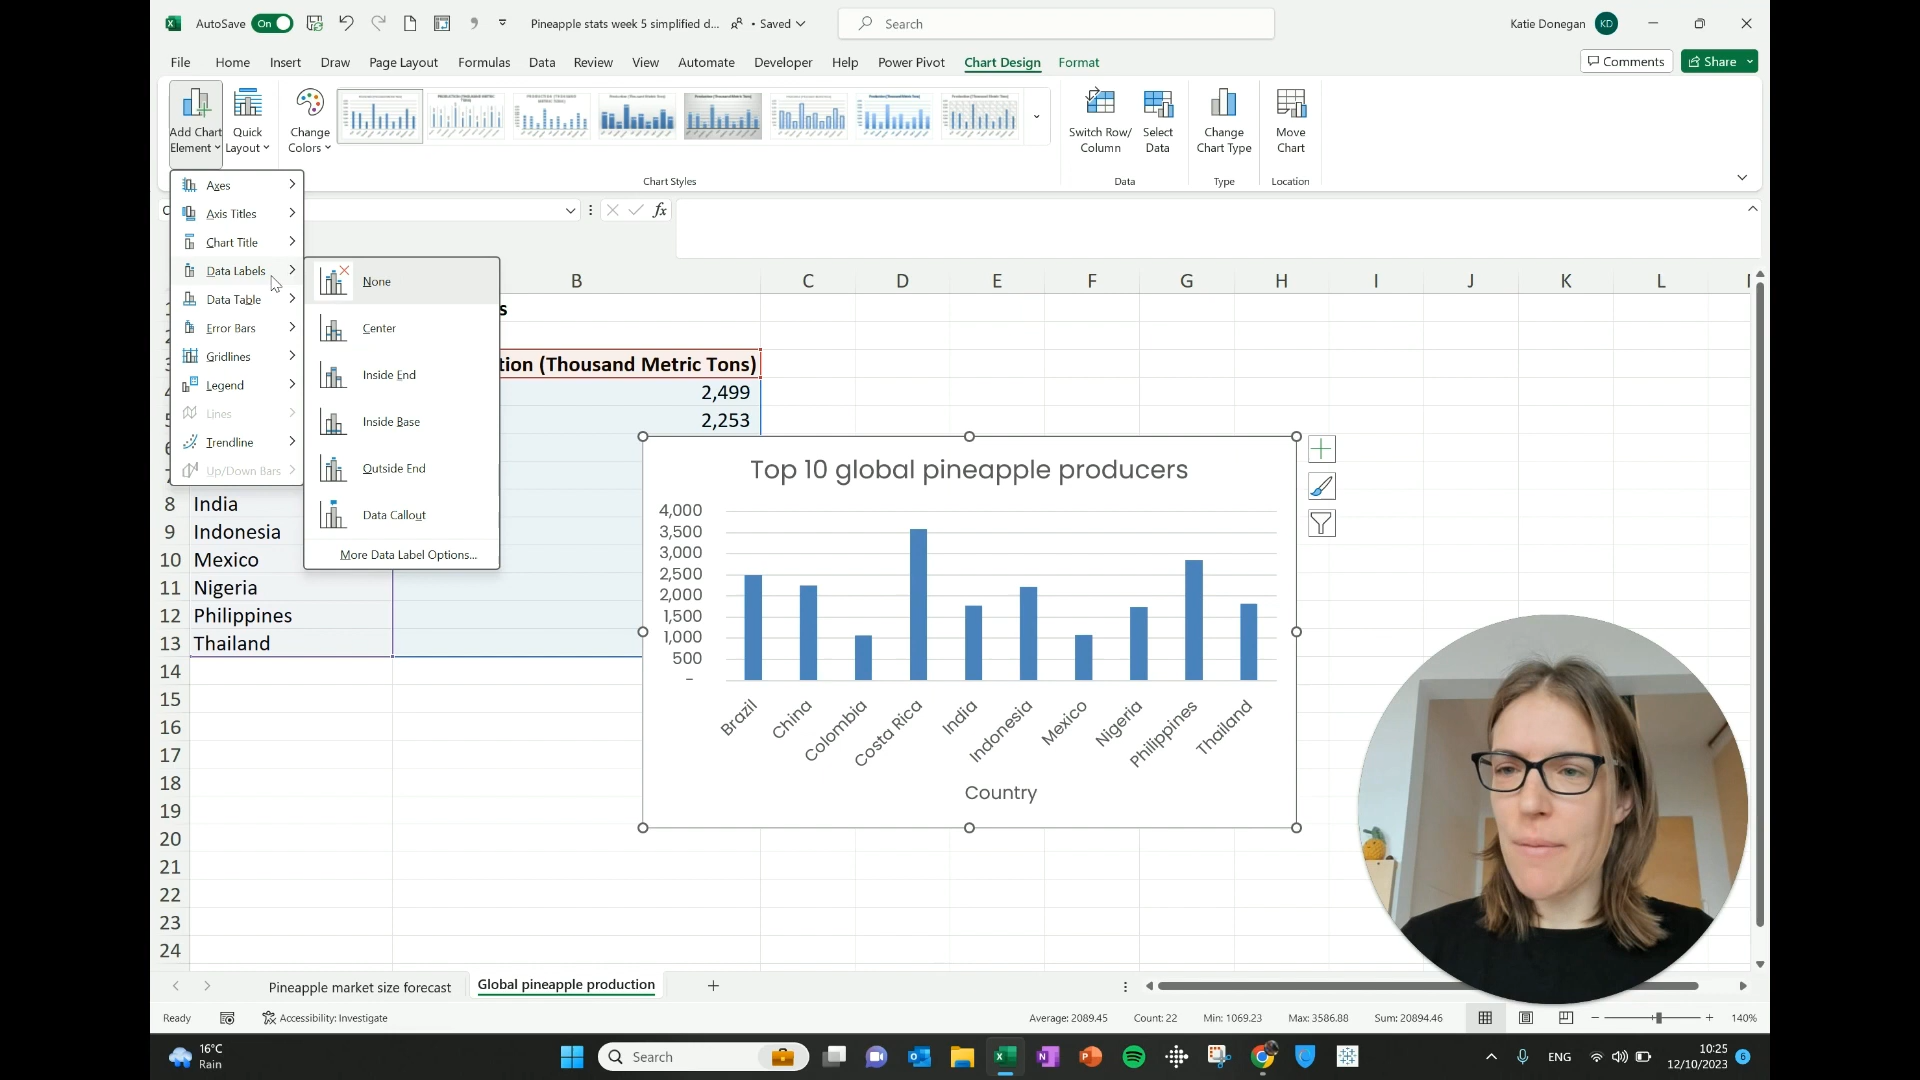 AutoSave On Pineapple stats week 5 simplified d... • Saved Search Katie Donegan KD
File Home Insert Draw Page Layout Formulas Data Review View Automate Developer Help Power Pivot Chart Design Format Comments Share
Add Chart Element
Quick Layout
Change Colors
Switch Row/ Column
Select Data
Change Chart Type
Move Chart
Chart Styles Data Type Location
Axes
Axis Titles
Chart Title
Data Labels
Data Table
Error Bars
Gridlines
Legend
Lines
Trendline
Up/Down Bars
None
Center
Inside End
Inside Base
Outside End
Data Callout
More Data Label Options...
fx
B C D E F G H I J K L
s
tion (Thousand Metric Tons)
2,499
2,253
8 India
9 Indonesia
10 Mexico
11 Nigeria
12 Philippines
13 Thailand
14
15
16
17
18
19
20
21
22
23
24
Top 10 global pineapple producers
4,000
3,500
3,000
2,500
2,000
1,500
1,000
500
-
Brazil China Colombia Costa Rica India Indonesia Mexico Nigeria Philippines Thailand
Country
Pineapple market size forecast Global pineapple production
Ready Accessibility: Investigate Average: 2089.45 Count: 22 Min: 1069.23 Max: 3586.88 Sum: 20894.46 140%
16°C
Rain
Search
ENG
10:25
12/10/2023
6